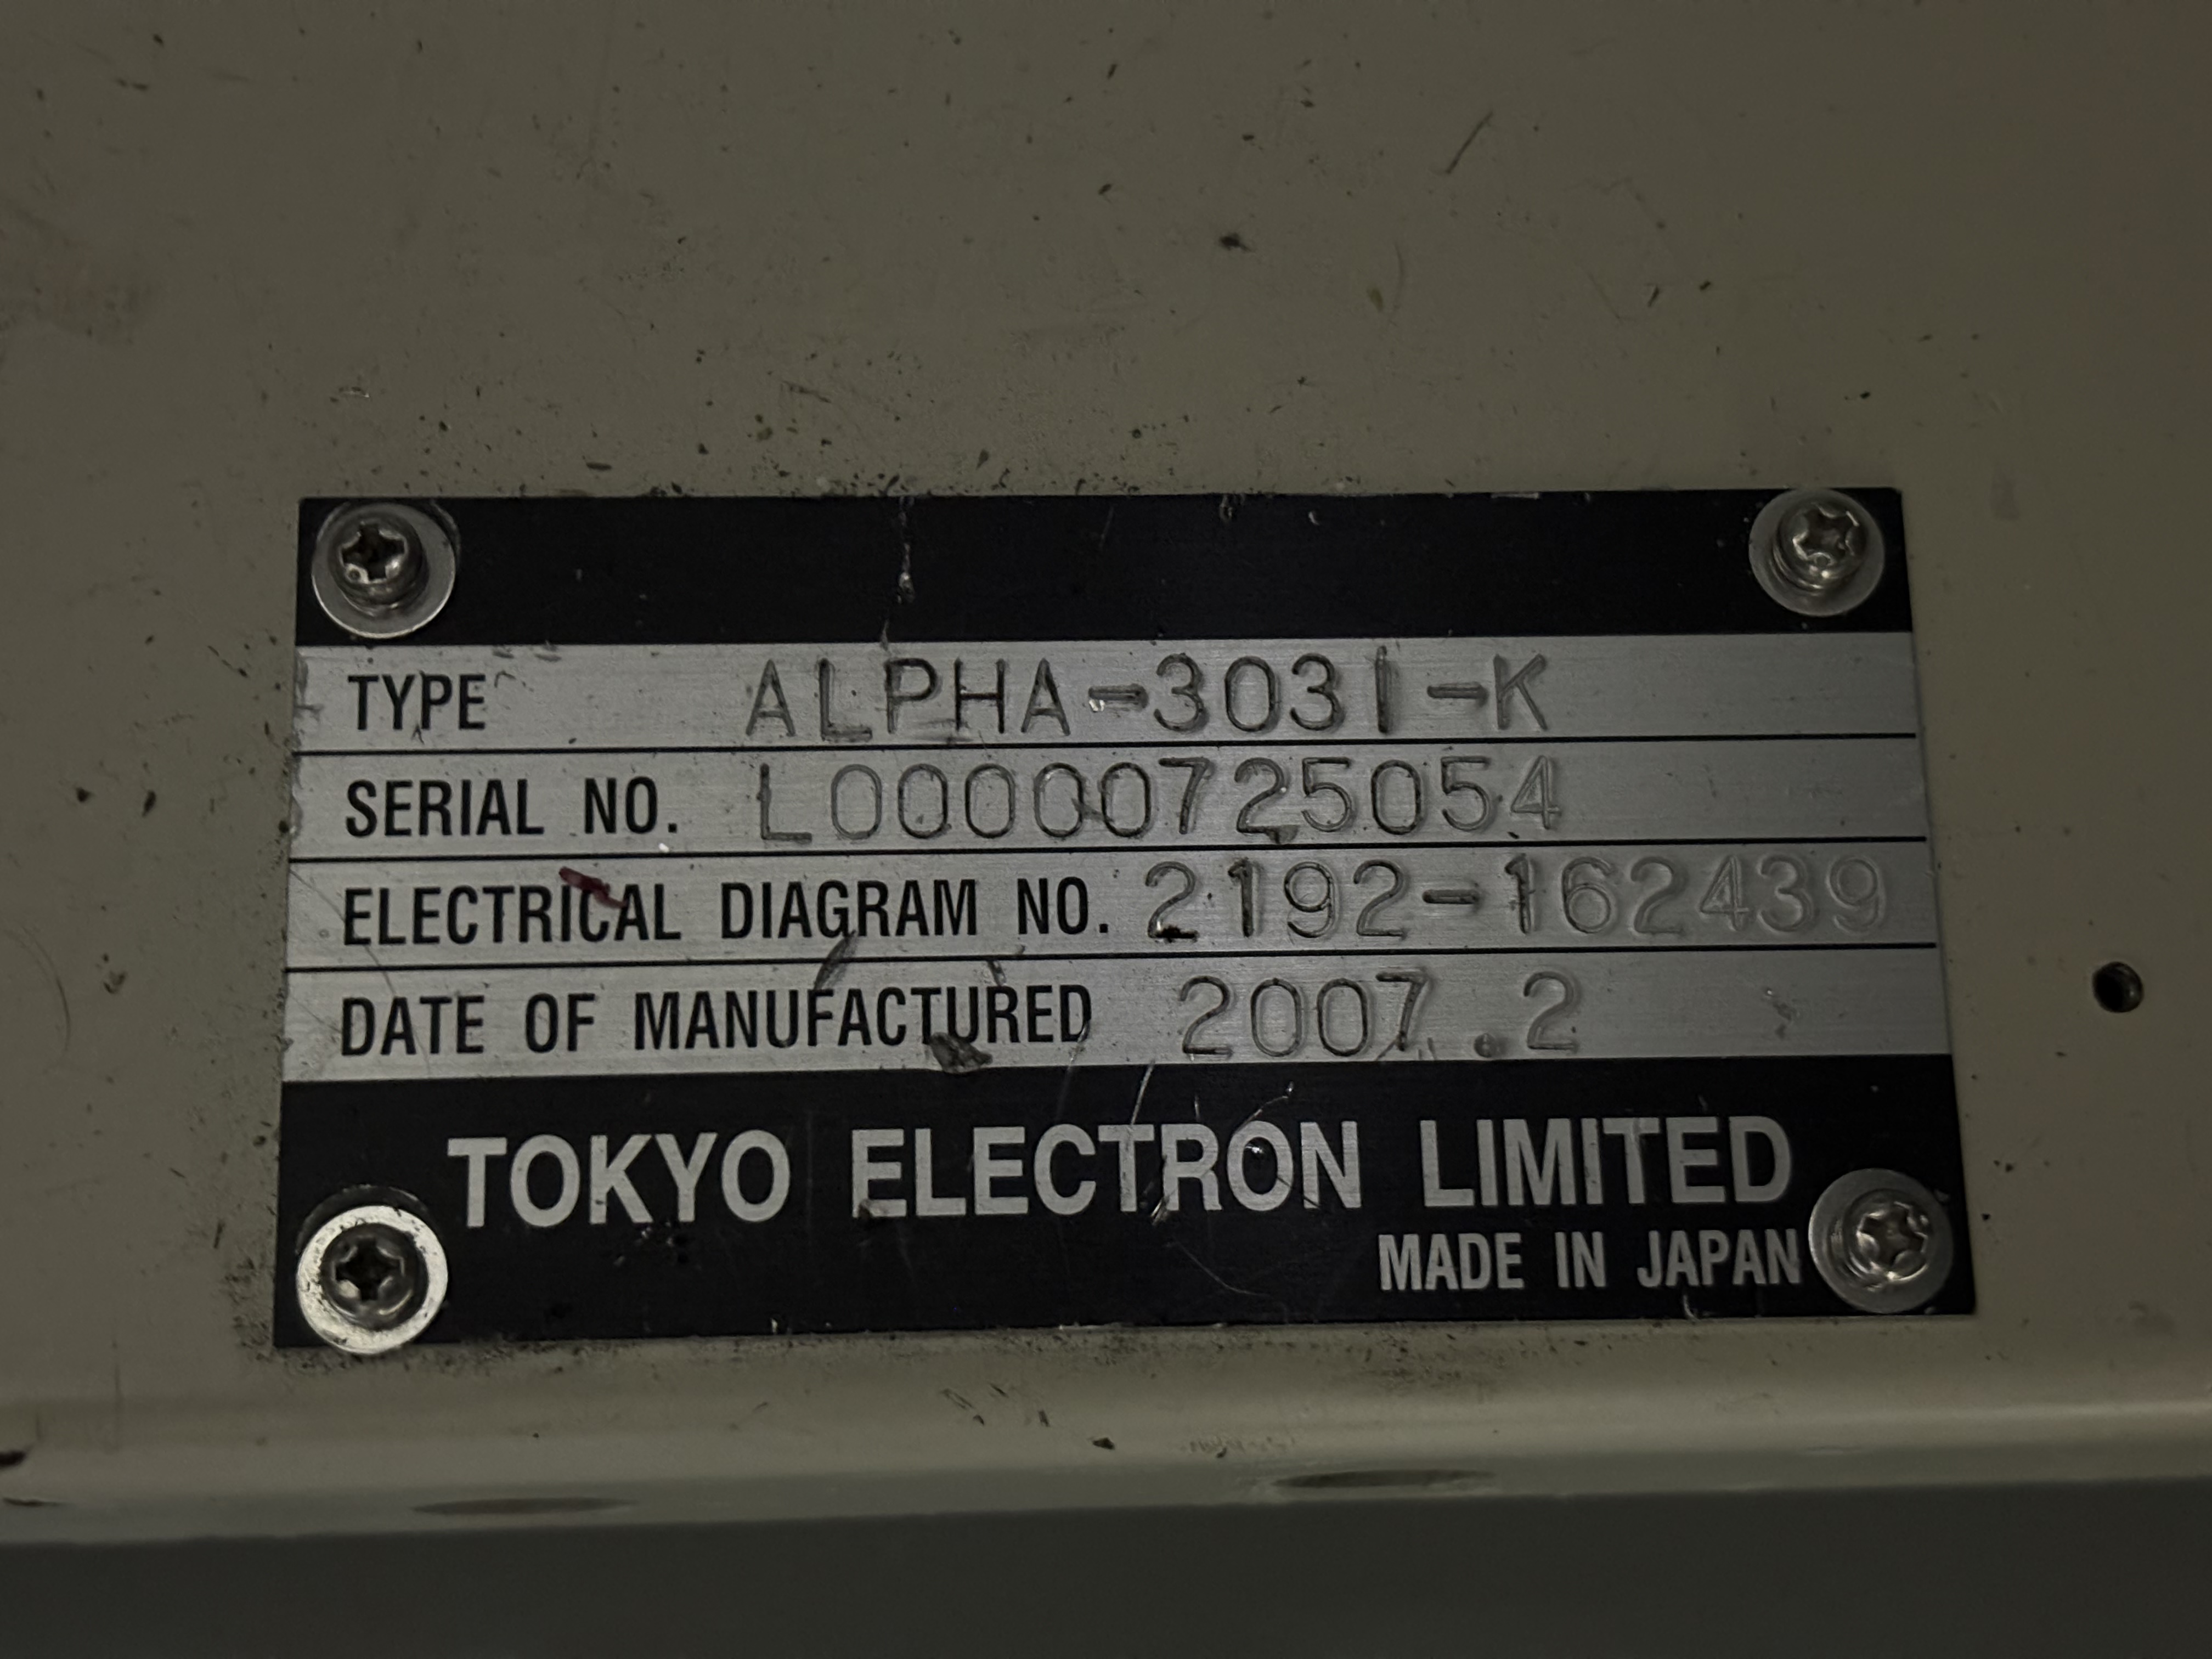 TYPE ALPHA-3031-K
SERIAL NO. L00000725054
ELECTRICAL DIAGRAM NO. 2192-162439
DATE OF MANUFACTURED 2007.2
TOKYO ELECTRON LIMITED
MADE IN JAPAN